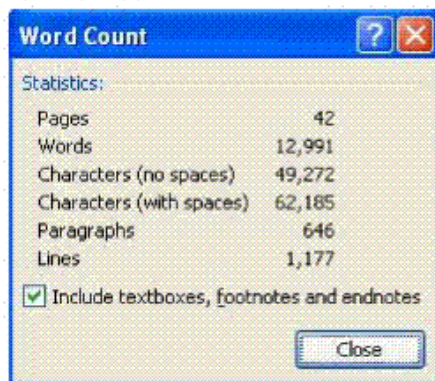 Word Count
Statistics:
Pages 42
Words 12,991
Characters (no spaces) 49,272
Characters (with spaces) 62,185
Paragraphs 646
Lines 1,177
Include textboxes, footnotes and endnotes
Close